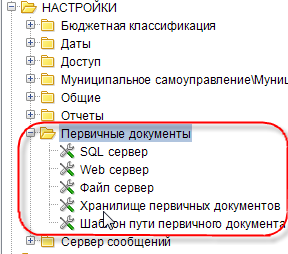 НАСТРОЙКИ
Бюджетная классификация
Даты
Доступ
Муниципальное самоуправление\Муниц
Общие
Отчеты
Первичные документы
SQL сервер
Web сервер
Файл сервер
Хранилище первичных документов
Шаблон пути первичного документа
Сервер сообщений